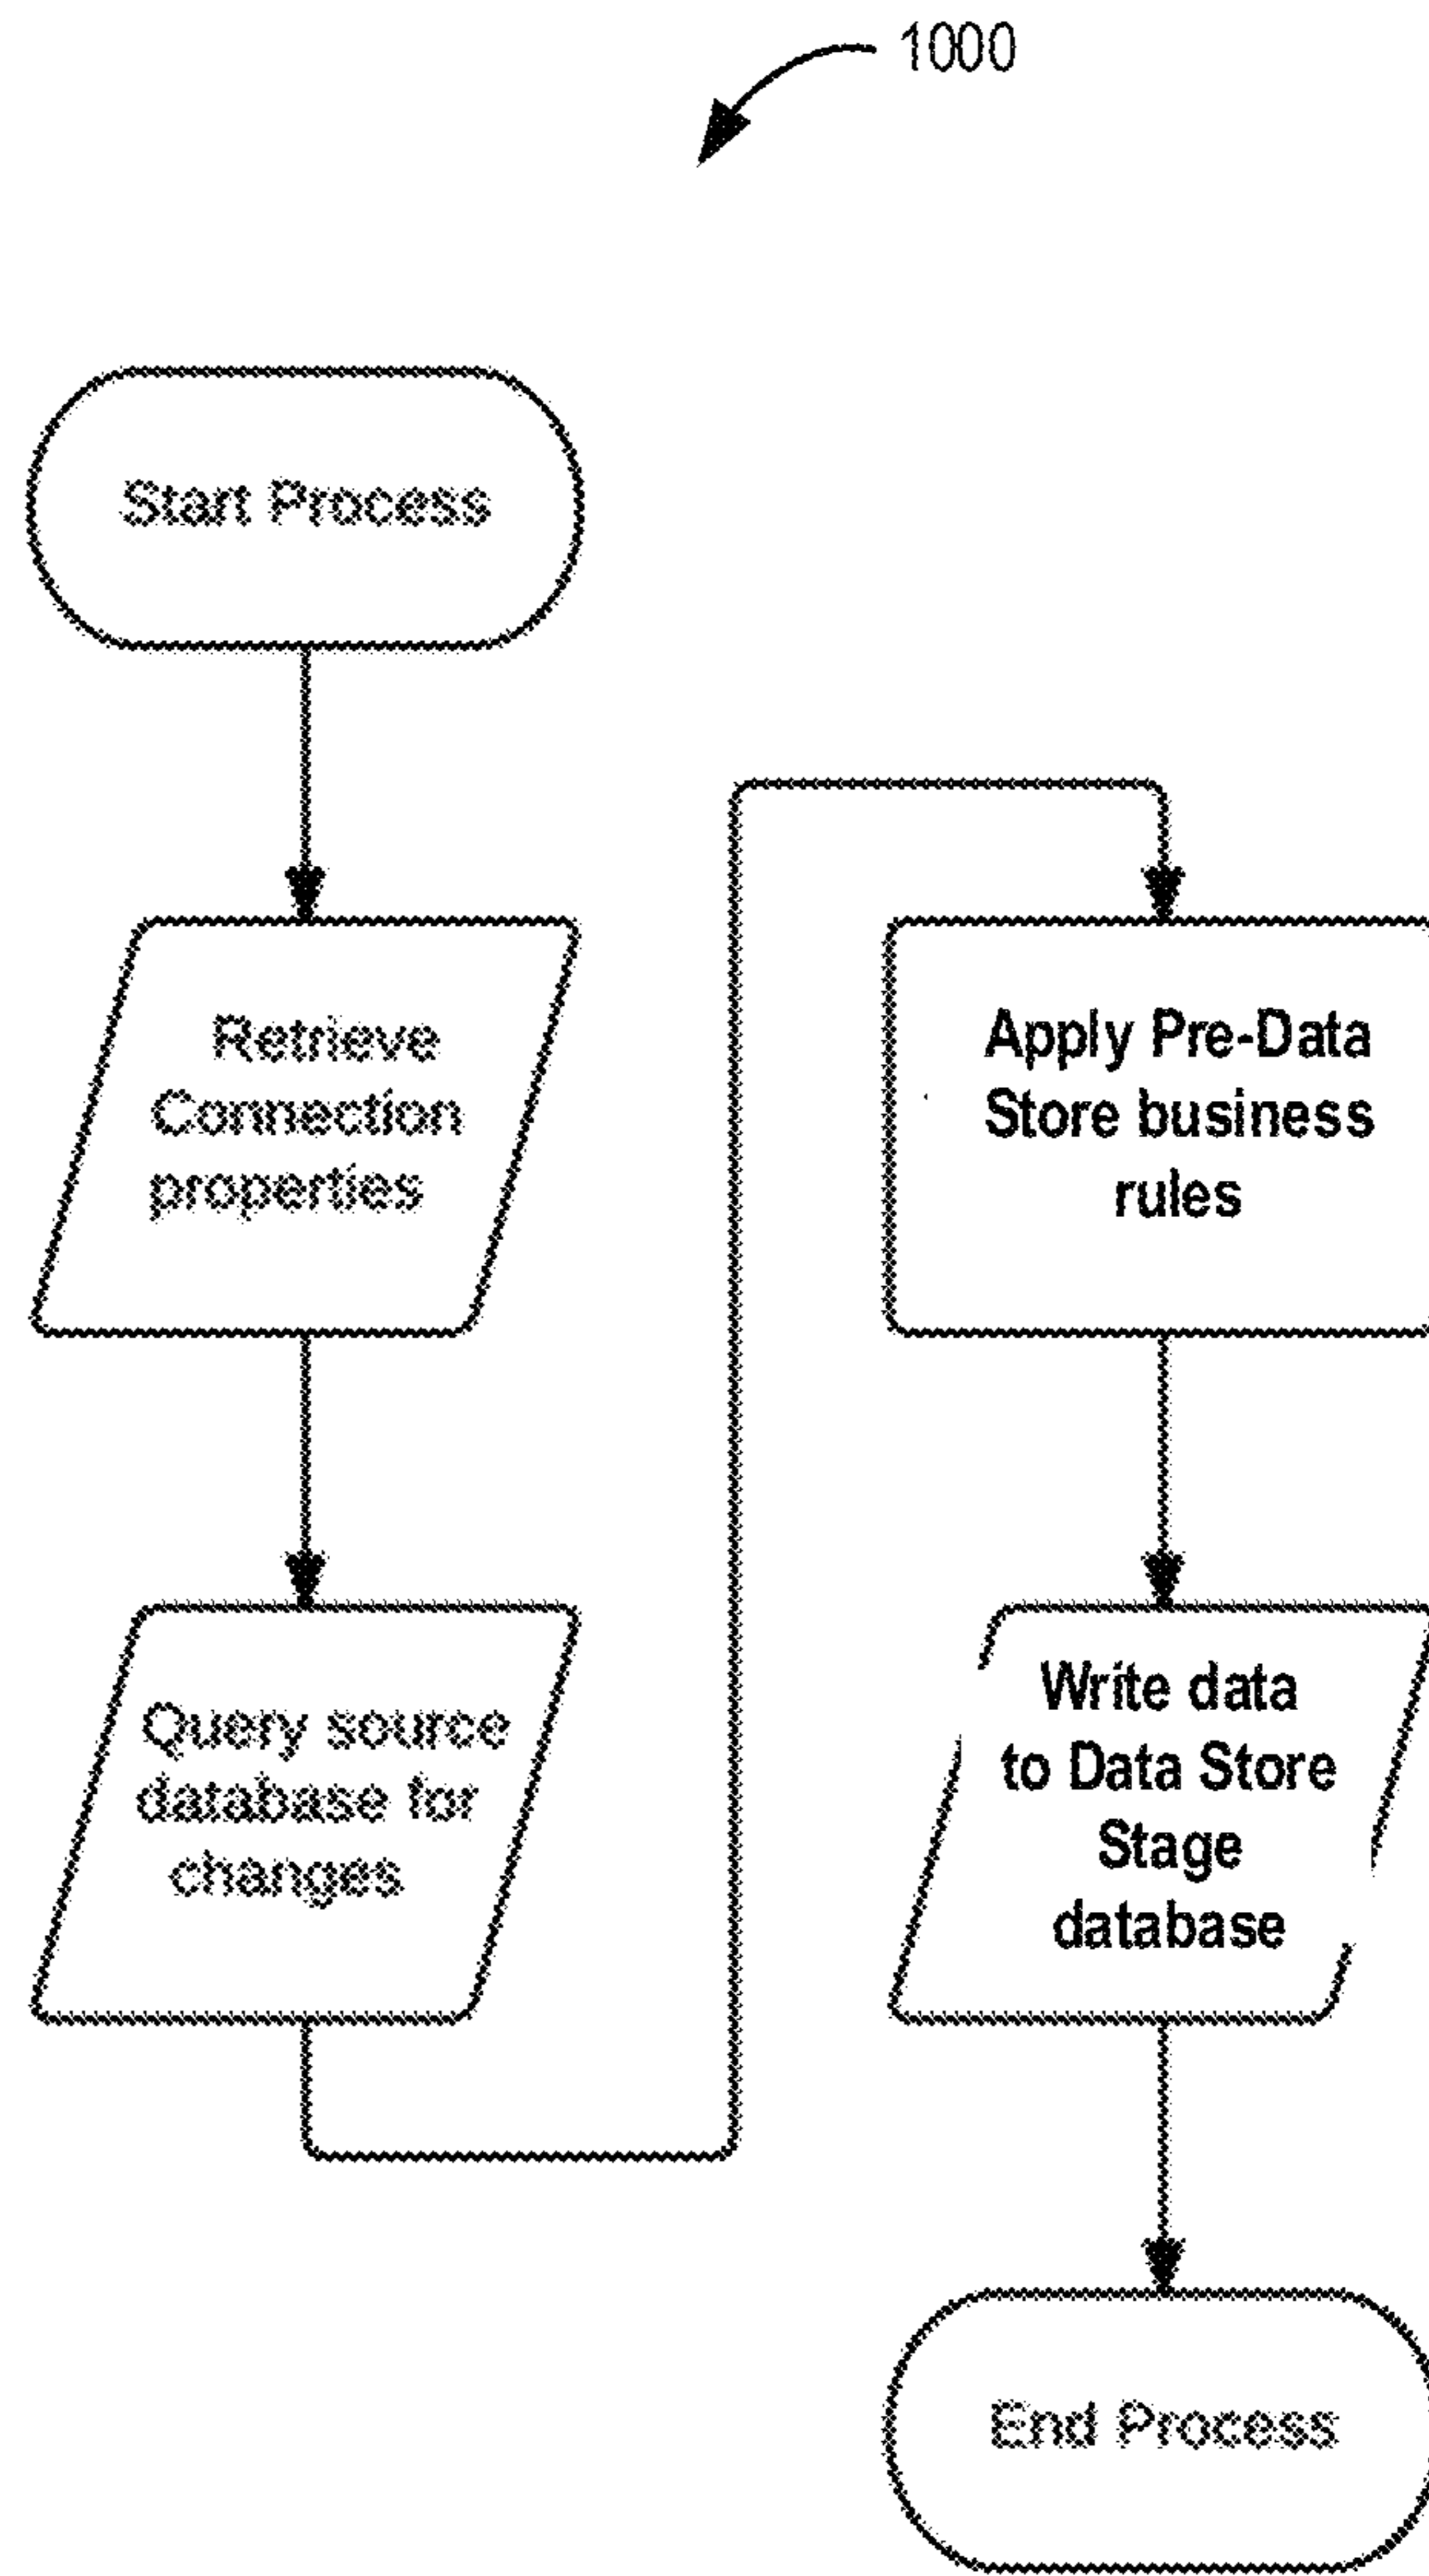 1000
Start Process
Retrieve
Connection
properties
Query source
database for
changes
Apply Pre-Data
Store business
rules
Write data
to Data Store
Stage
database
End Process